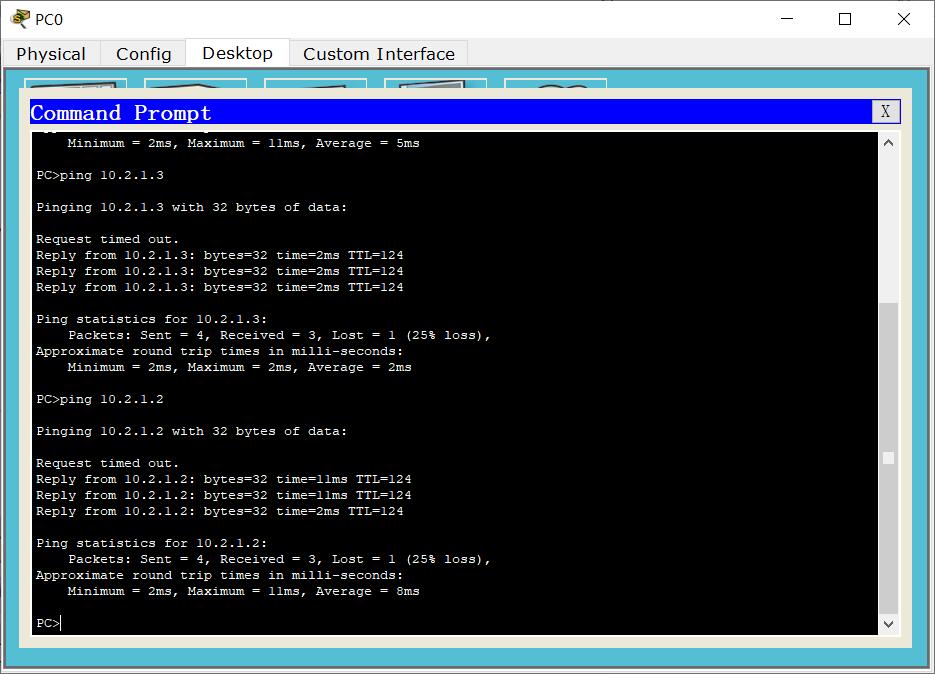 PC0
Physical Config Desktop Custom Interface
Command Prompt X
Minimum = 2ms, Maximum = 11ms, Average = 5ms
PC>ping 10.2.1.3
Pinging 10.2.1.3 with 32 bytes of data:
Request timed out.
Reply from 10.2.1.3: bytes=32 time=2ms TTL=124
Reply from 10.2.1.3: bytes=32 time=2ms TTL=124
Reply from 10.2.1.3: bytes=32 time=2ms TTL=124
Ping statistics for 10.2.1.3:
Packets: Sent = 4, Received = 3, Lost = 1 (25% loss),
Approximate round trip times in milli-seconds:
Minimum = 2ms, Maximum = 2ms, Average = 2ms
PC>ping 10.2.1.2
Pinging 10.2.1.2 with 32 bytes of data:
Request timed out.
Reply from 10.2.1.2: bytes=32 time=11ms TTL=124
Reply from 10.2.1.2: bytes=32 time=11ms TTL=124
Reply from 10.2.1.2: bytes=32 time=2ms TTL=124
Ping statistics for 10.2.1.2:
Packets: Sent = 4, Received = 3, Lost = 1 (25% loss),
Approximate round trip times in milli-seconds:
Minimum = 2ms, Maximum = 11ms, Average = 8ms
PC>